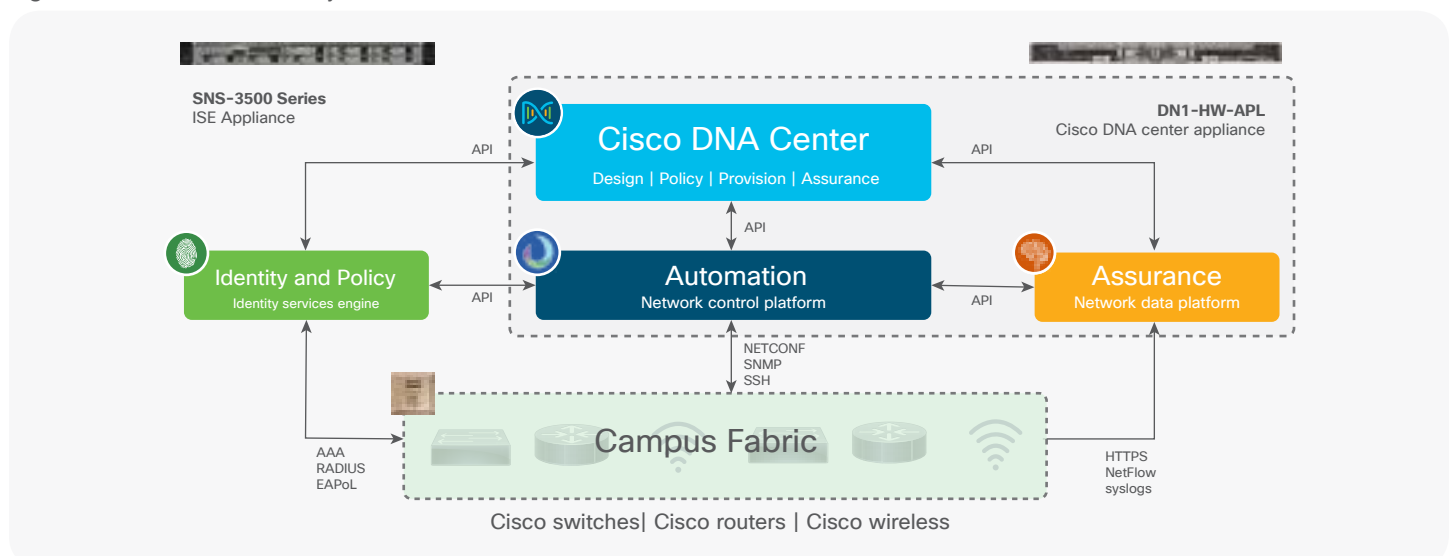 SNS-3500 Series
ISE Appliance
DN1-HW-APL
Cisco DNA center appliance
Cisco DNA Center
Design | Policy | Provision | Assurance
API
API
API
Identity and Policy
Identity services engine
API
Automation
Network control platform
API
Assurance
Network data platform
NETCONF
SNMP
SSH
Campus Fabric
AAA
RADIUS
EAPoL
HTTPS
NetFlow
syslogs
Cisco switches| Cisco routers | Cisco wireless